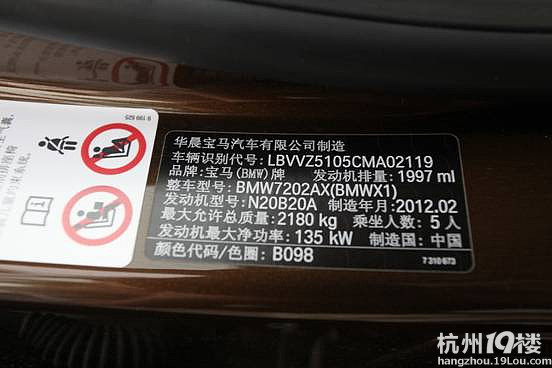 9 199 625
华晨宝马汽车有限公司制造
车辆识别代号: LBVVZ5105CMA02119
品牌: 宝马(BMW)牌 发动机排量: 1997 ml
整车型号: BMW7202AX(BMWX1)
发动机型号: N20B20A 制造年月: 2012.02
最大允许总质量: 2180 kg 乘坐人数: 5 人
发动机最大净功率: 135 kW 制造国: 中国
颜色代码/色圈: B098
7 310 673
杭州19楼
hangzhou.19lou.com